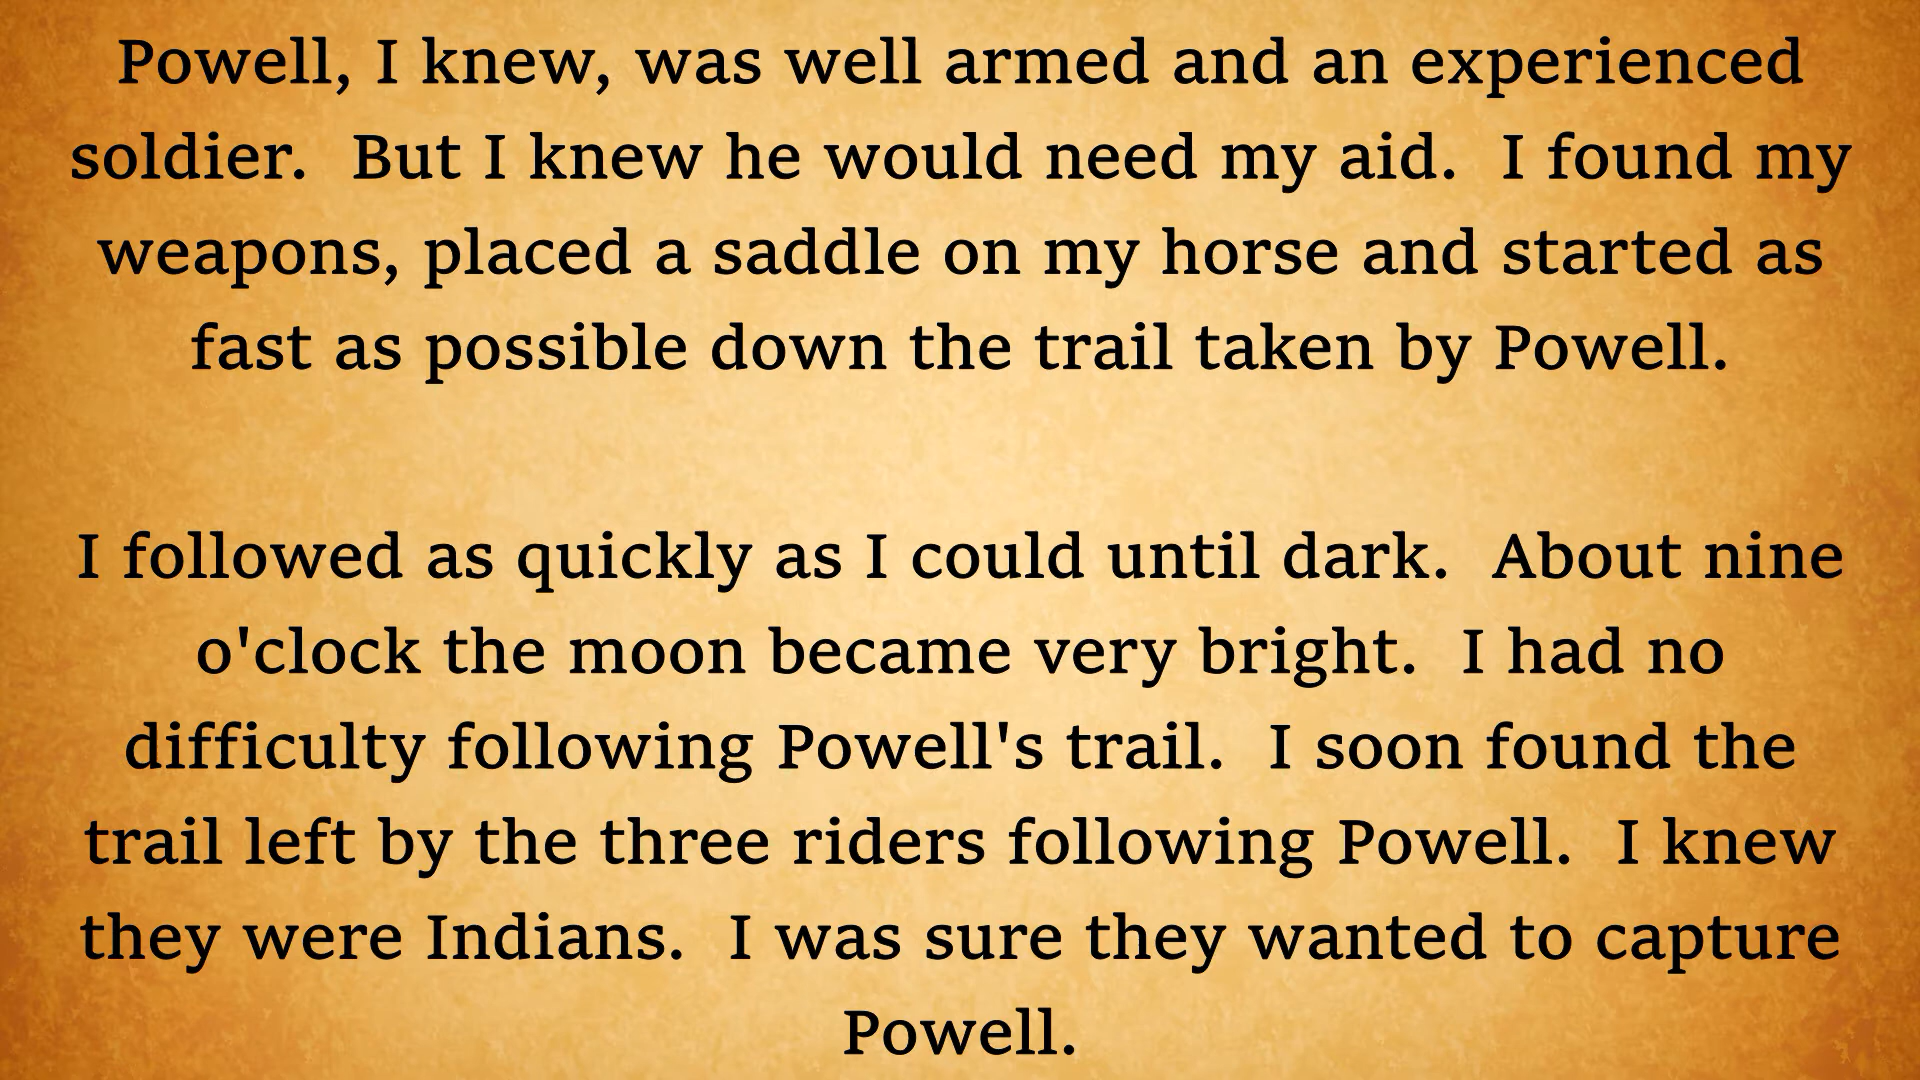 Powell, I knew, was well armed and an experienced
soldier.  But I knew he would need my aid.  I found my
weapons, placed a saddle on my horse and started as
fast as possible down the trail taken by Powell.
I followed as quickly as I could until dark.  About nine
o'clock the moon became very bright.  I had no
difficulty following Powell's trail.  I soon found the
trail left by the three riders following Powell.  I knew
they were Indians.  I was sure they wanted to capture
Powell.